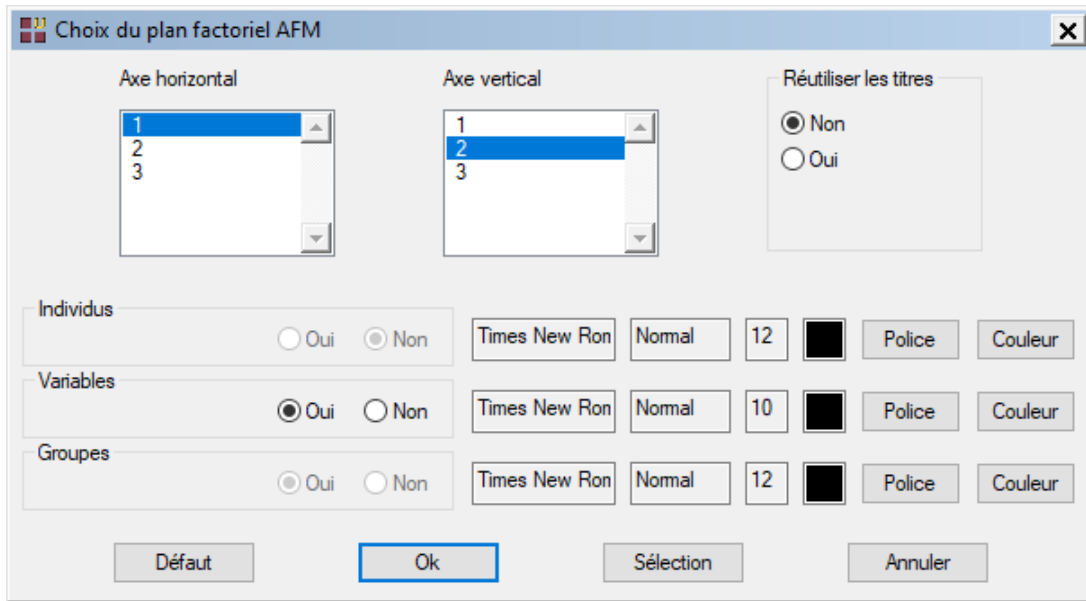 Choix du plan factoriel AFM
Axe horizontal Axe vertical Réutiliser les titres
1 1 Non
2 2 Oui
3 3
Individus
Oui Non Times New Ron Normal 12 Police Couleur
Variables
Oui Non Times New Ron Normal 10 Police Couleur
Groupes
Oui Non Times New Ron Normal 12 Police Couleur
Défaut Ok Sélection Annuler